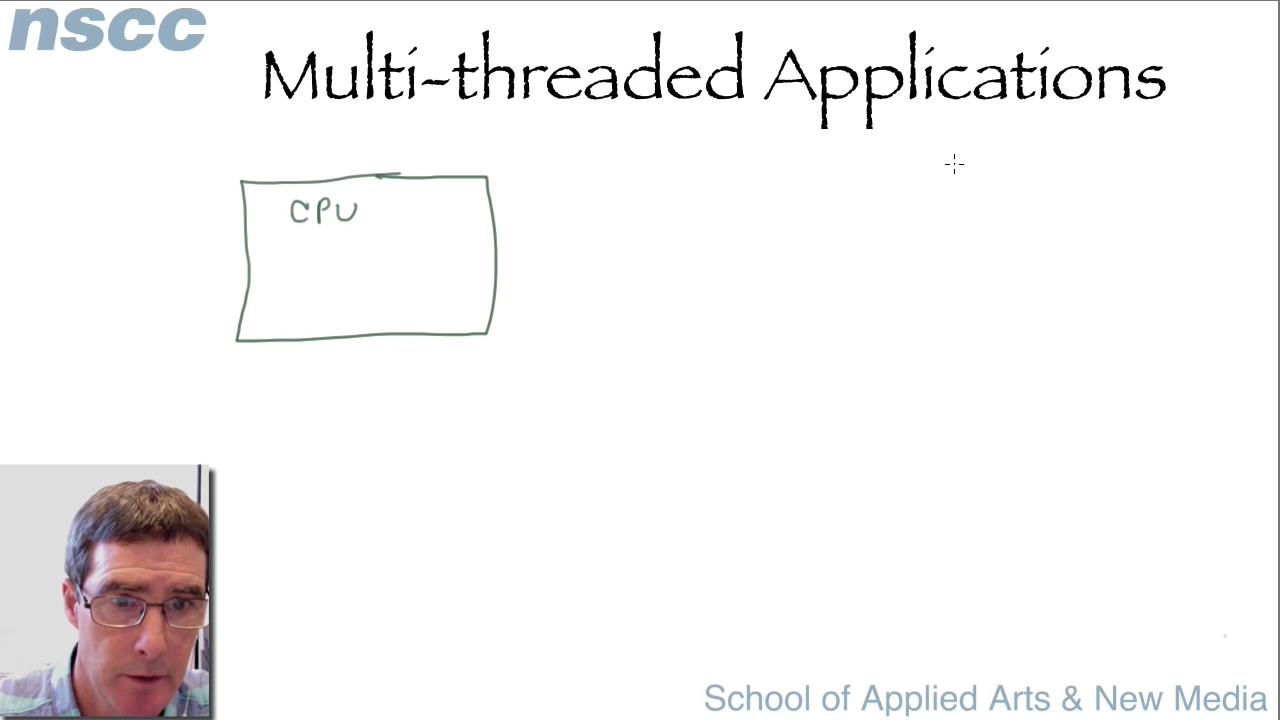 nscc
Multi-threaded Applications
CPU
School of Applied Arts & New Media